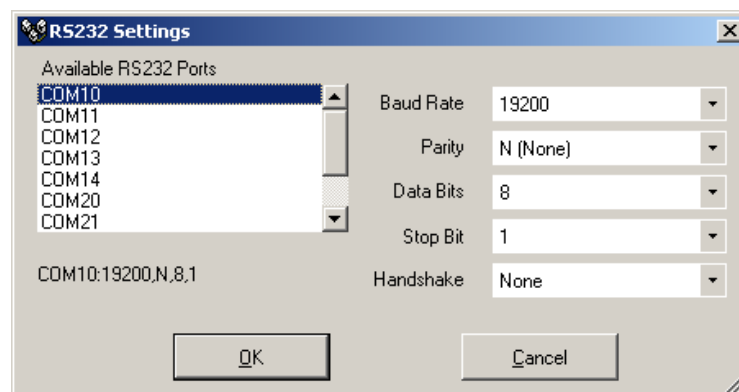 RS232 Settings
Available RS232 Ports
COM10
COM11
COM12
COM13
COM14
COM20
COM21
COM10:19200,N,8,1
Baud Rate 19200
Parity N (None)
Data Bits 8
Stop Bit 1
Handshake None
OK Cancel